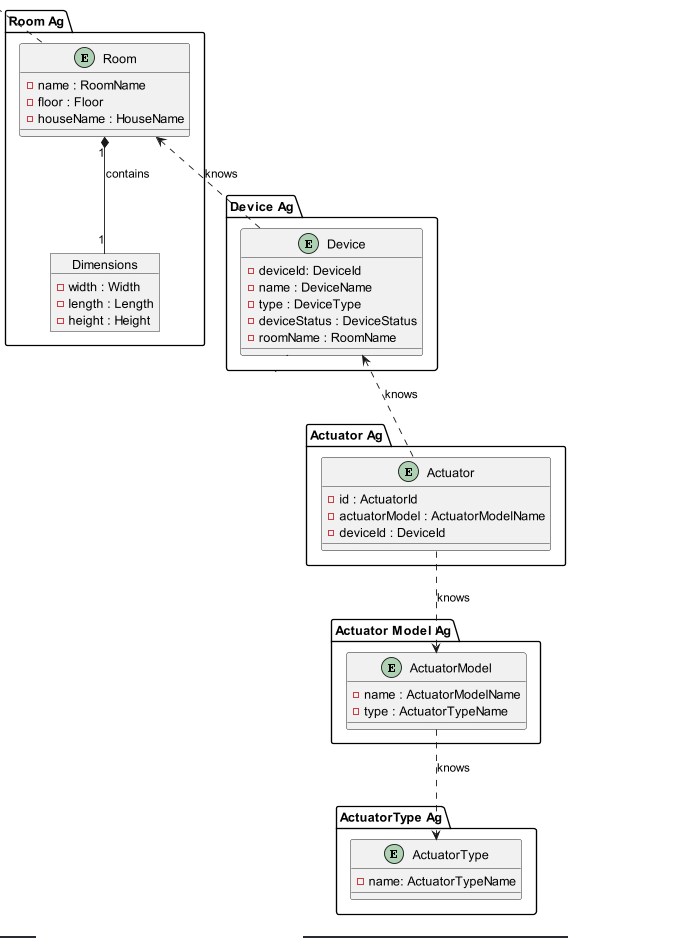 Room Ag
E Room
name : RoomName
floor : Floor
houseName : HouseName
1
contains
knows
1
Dimensions
width : Width
length : Length
height : Height
Device Ag
E Device
deviceId: DeviceId
name : DeviceName
type : DeviceType
deviceStatus : DeviceStatus
roomName : RoomName
knows
Actuator Ag
E Actuator
id : ActuatorId
actuatorModel : ActuatorModelName
deviceId : DeviceId
knows
Actuator Model Ag
E ActuatorModel
name : ActuatorModelName
type : ActuatorTypeName
knows
ActuatorType Ag
E ActuatorType
name: ActuatorTypeName